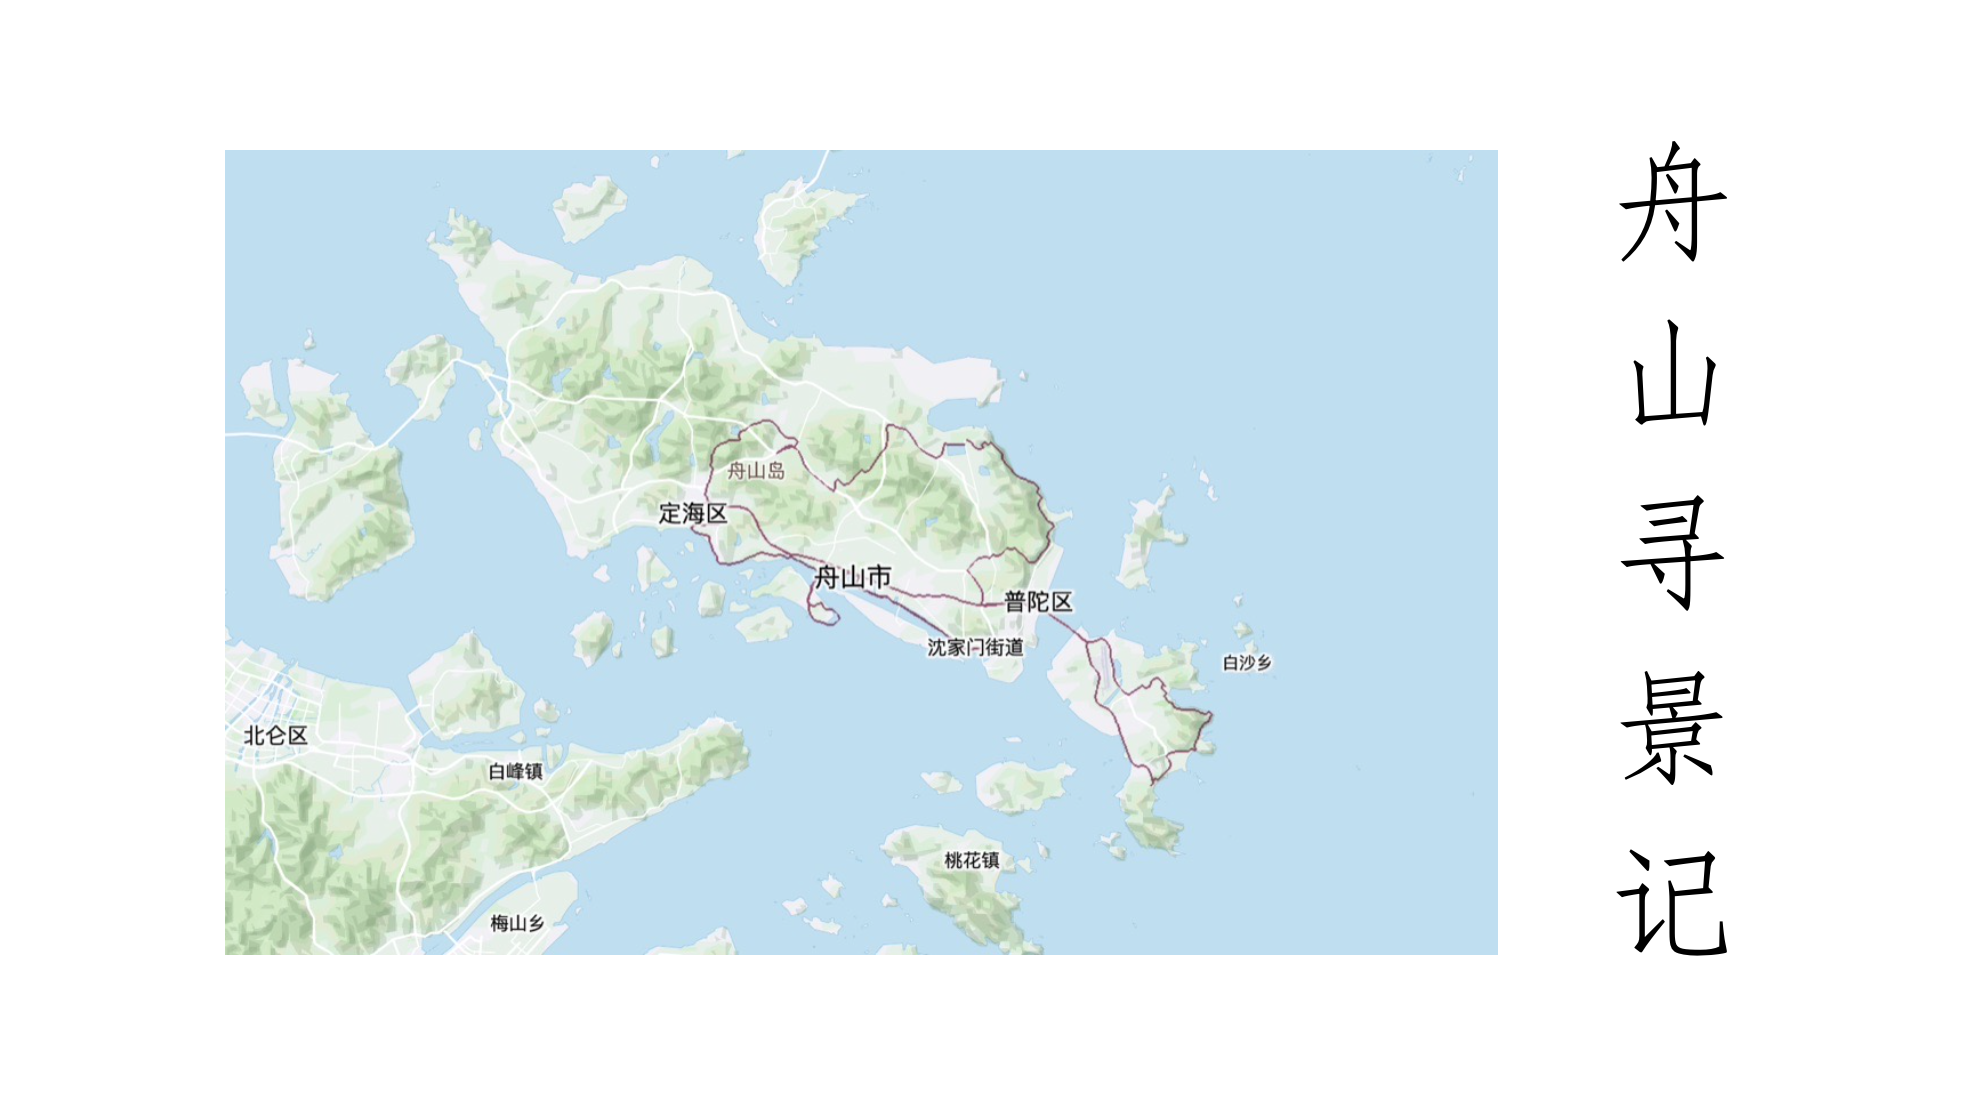 舟山寻景记
舟山岛
定海区
舟山市
普陀区
沈家门街道
白沙乡
北仑区
白峰镇
桃花镇
梅山乡